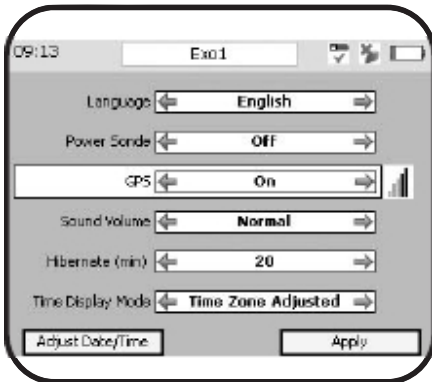 09:13 Exo1
Language English
Power Sonde Off
GPS On
Sound Volume Normal
Hibernate (min) 20
Time Display Mode Time Zone Adjusted
Adjust Date/Time Apply